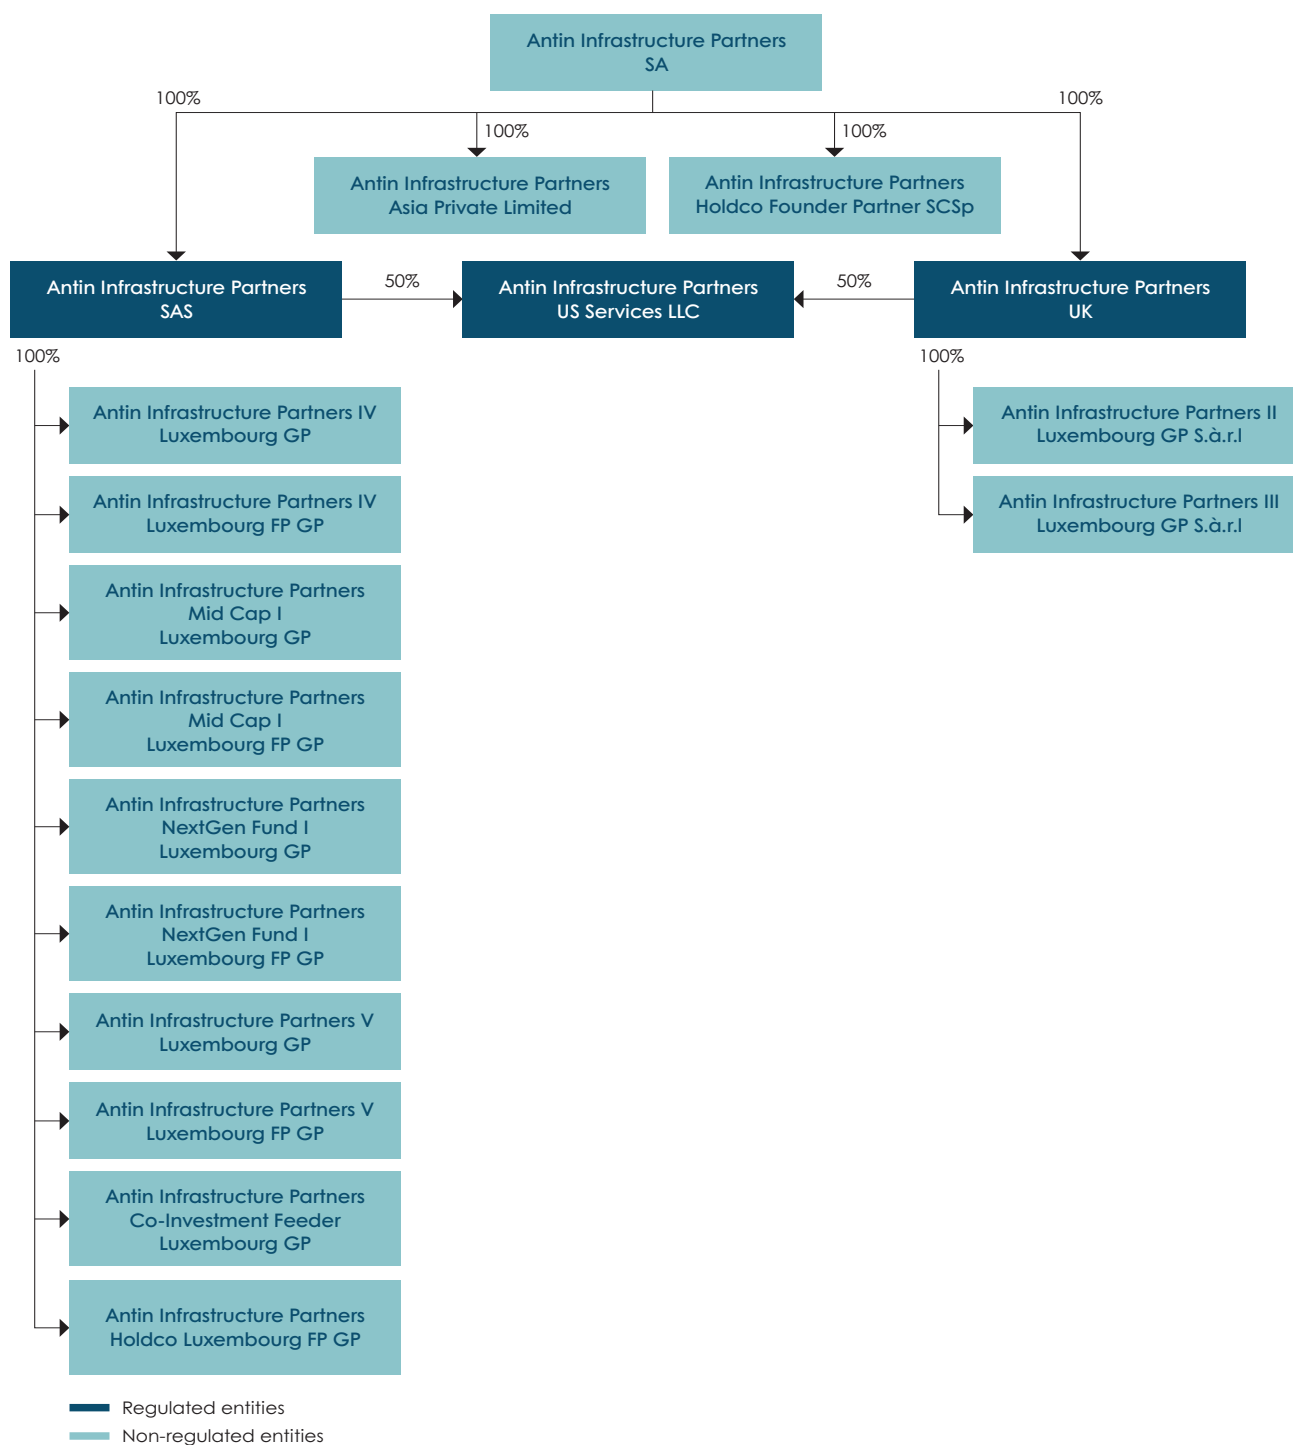 Antin Infrastructure Partners
SA
100%
100%
100%
100%
Antin Infrastructure Partners
Asia Private Limited
Antin Infrastructure Partners
Holdco Founder Partner SCSp
Antin Infrastructure Partners
SAS
50%
Antin Infrastructure Partners
US Services LLC
50%
Antin Infrastructure Partners
UK
100%
Antin Infrastructure Partners IV
Luxembourg GP
Antin Infrastructure Partners IV
Luxembourg FP GP
Antin Infrastructure Partners
Mid Cap I
Luxembourg GP
Antin Infrastructure Partners
Mid Cap I
Luxembourg FP GP
Antin Infrastructure Partners
NextGen Fund I
Luxembourg GP
Antin Infrastructure Partners
NextGen Fund I
Luxembourg FP GP
Antin Infrastructure Partners V
Luxembourg GP
Antin Infrastructure Partners V
Luxembourg FP GP
Antin Infrastructure Partners
Co-Investment Feeder
Luxembourg GP
Antin Infrastructure Partners
Holdco Luxembourg FP GP
100%
Antin Infrastructure Partners II
Luxembourg GP S.à.r.l
Antin Infrastructure Partners III
Luxembourg GP S.à.r.l
Regulated entities
Non-regulated entities